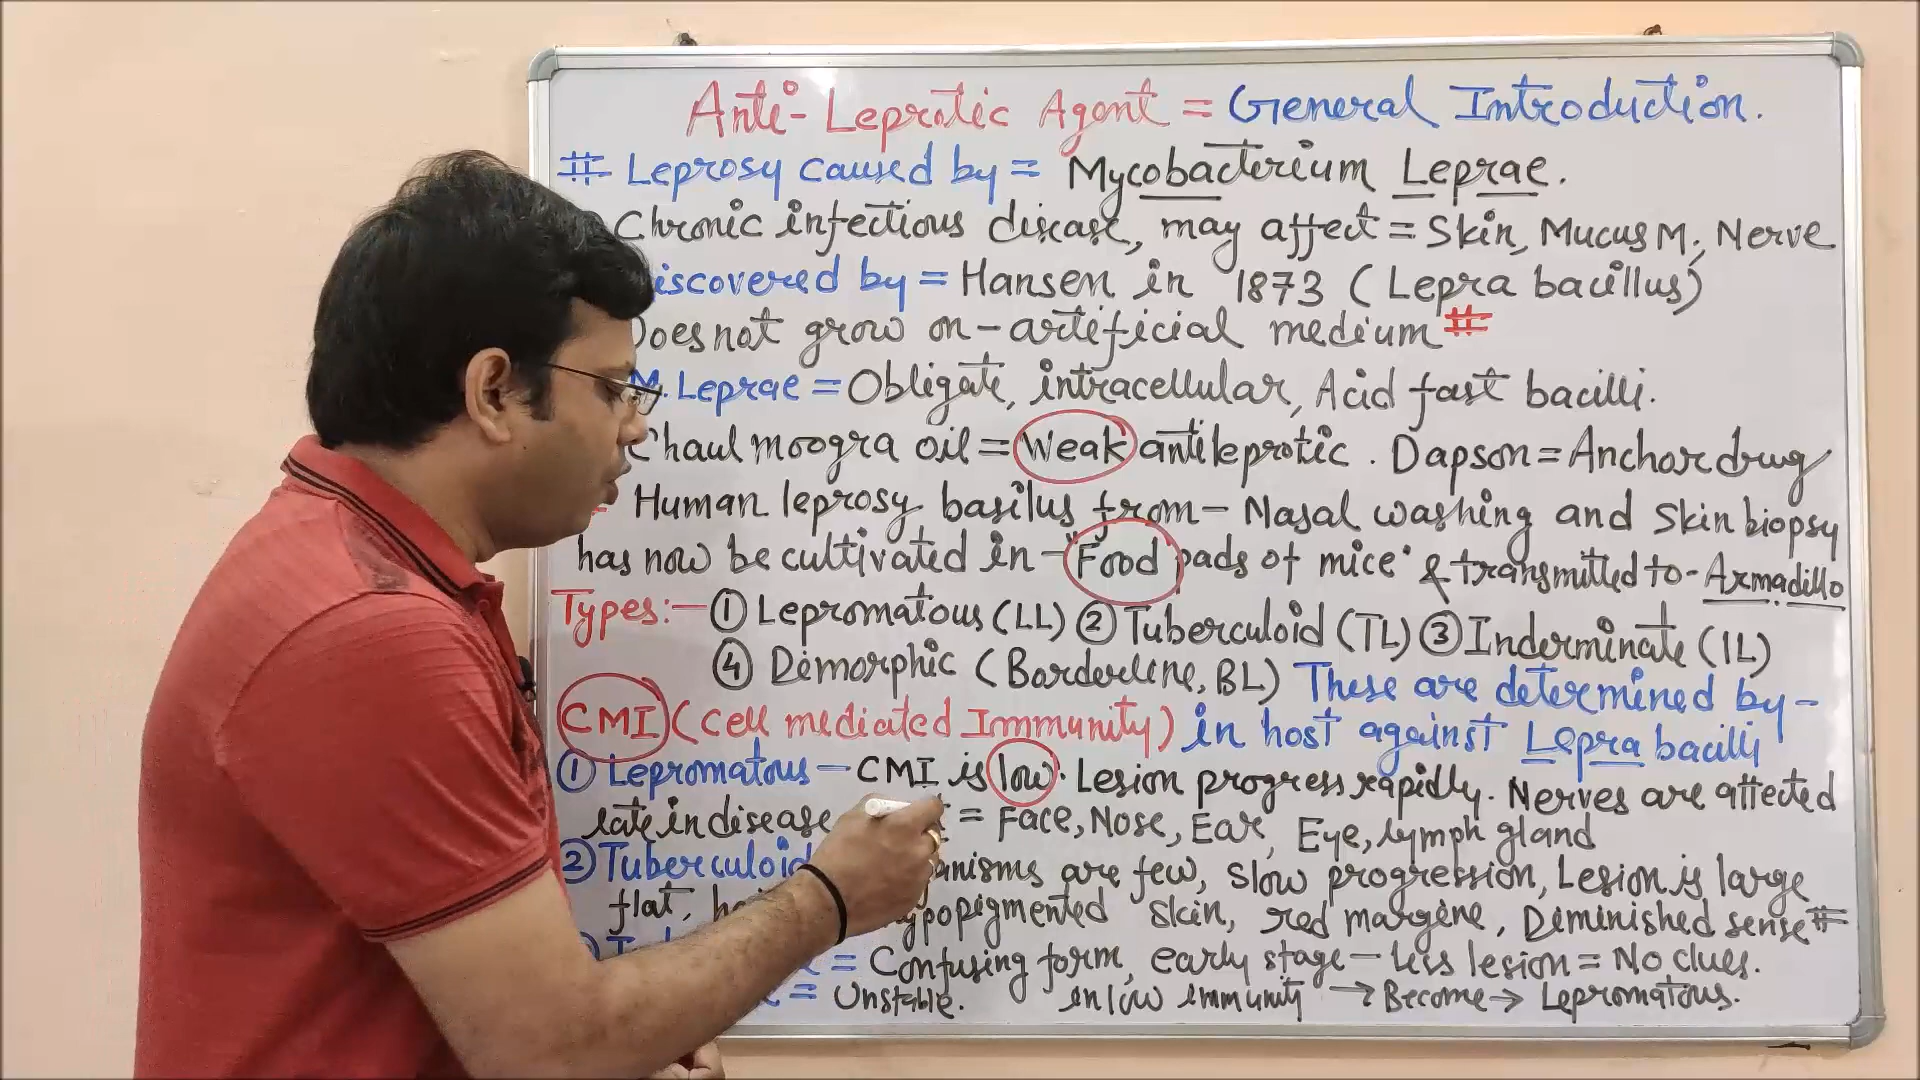 Anti-Leprotic Agent = General Introduction.
# Leprosy caused by = Mycobacterium Leprae.
Chronic infectious disease, may affect = Skin, Mucus M., Nerve
iscovered by = Hansen in 1873 (Lepra bacillus)
Does not grow on - artificial medium #
M. Leprae = Obligate, intracellular, Acid fast bacilli.
Chaulmoogra oil = Weak antileprotic. Dapson = Anchor drug
Human leprosy basilus from - Nasal washing and Skin biopsy
has now be cultivated in - "Food pads of mice" & transmitted to - Armadillo
Types:- ① Lepromatous (LL) ② Tuberculoid (TL) ③ Inderminate (IL)
④ Dimorphic (Borderline, BL) These are determined by -
CMI (Cell mediated Immunity) in host against Lepra bacilli
① Lepromatous - CMI is low. Lesion progress rapidly. Nerves are affected
late in disease = Face, Nose, Ear, Eye, lymph gland
② Tuberculoid anisms are few, slow progression, Lesion is large
flat, ypopigmented skin, red margine, Diminished sense #
= Confusing form, early stage - less lesion = No clues.
= Unstable. in low immunity → Become → Lepromatous.